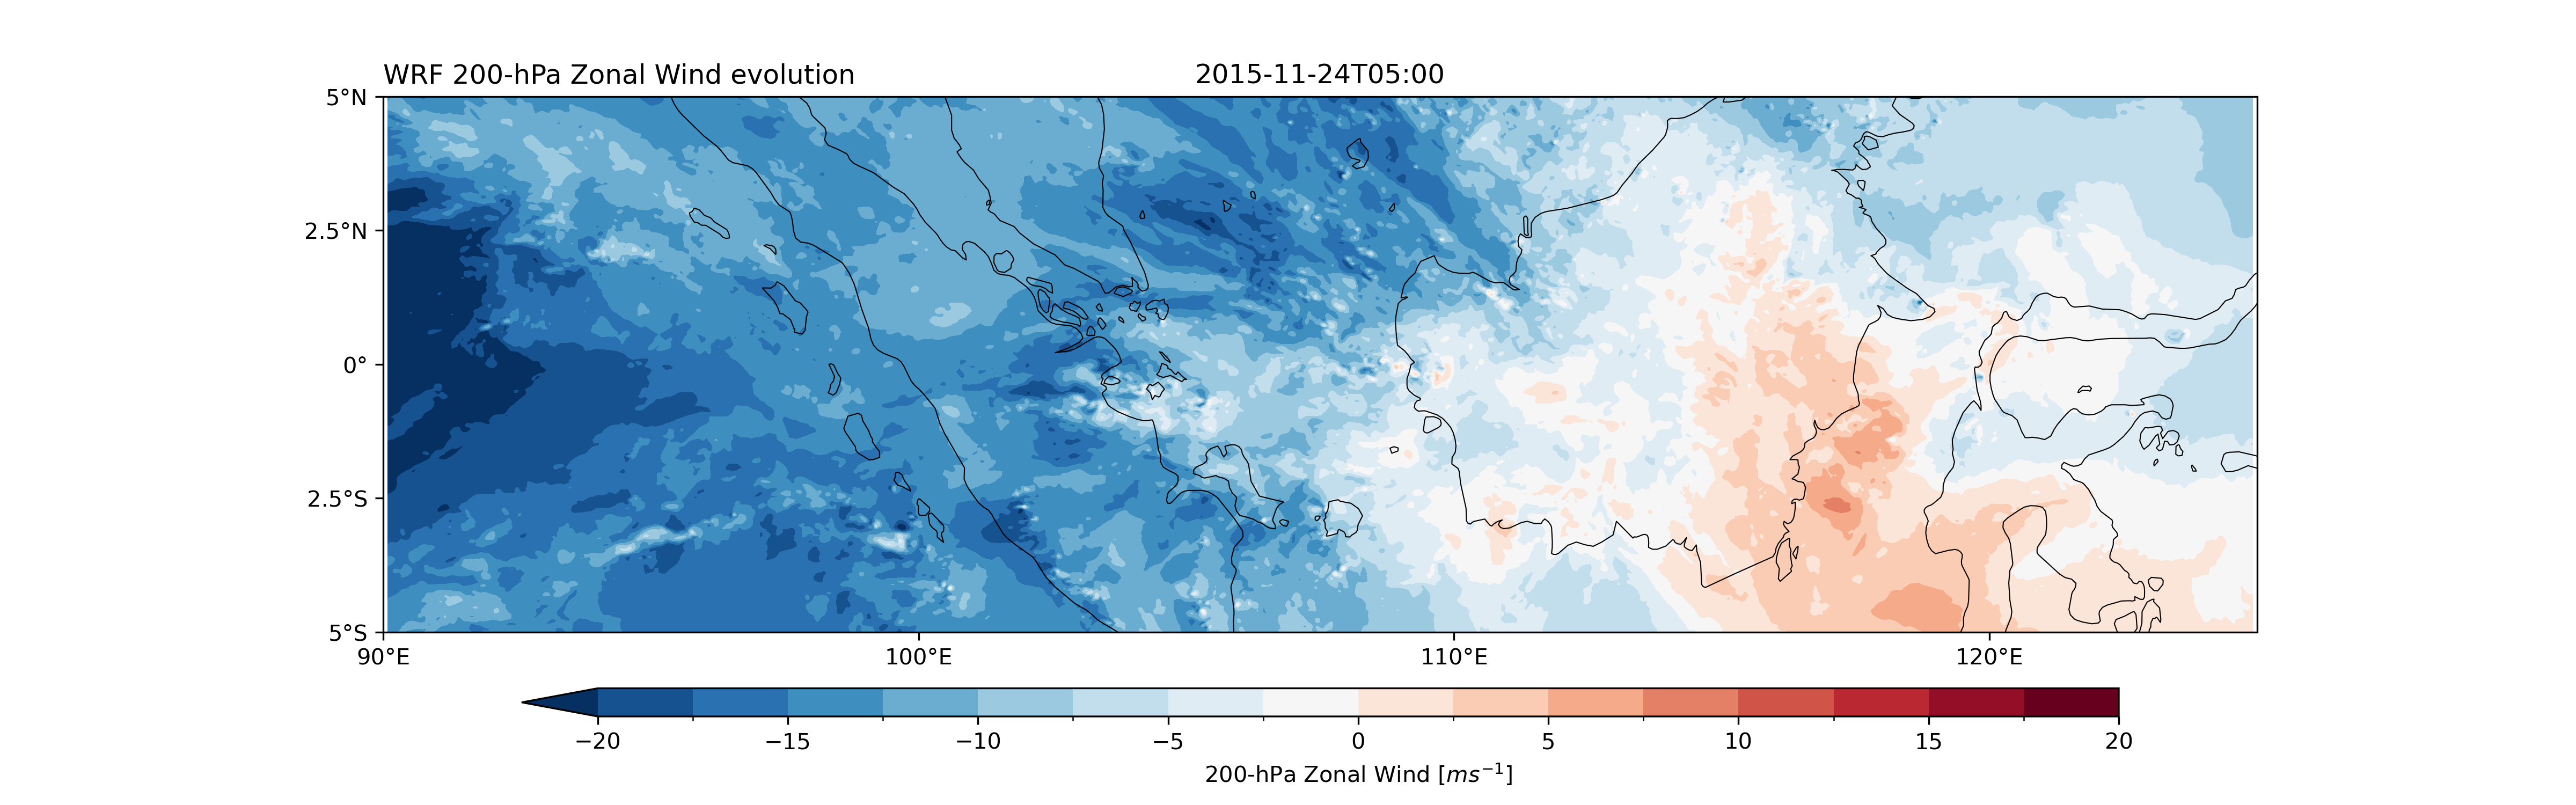 WRF 200-hPa Zonal Wind evolution 2015-11-24T05:00
5°N
2.5°N
0°
2.5°S
5°S
90°E 100°E 110°E 120°E
−20 −15 −10 −5 0 5 10 15 20
200-hPa Zonal Wind [ms⁻¹]